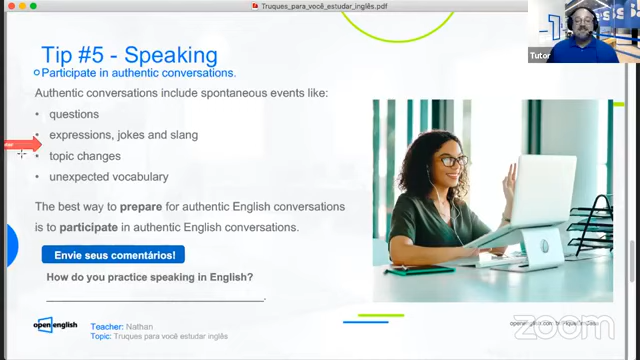 Truques_para_você_estudar_inglês.pdf
Tip #5 - Speaking
Participate in authentic conversations.
Authentic conversations include spontaneous events like:
• questions
• expressions, jokes and slang
• topic changes
• unexpected vocabulary
The best way to prepare for authentic English conversations
is to participate in authentic English conversations.
Envie seus comentários!
How do you practice speaking in English?
openenglish
Teacher: Nathan
Topic: Truques para você estudar inglês
zoom